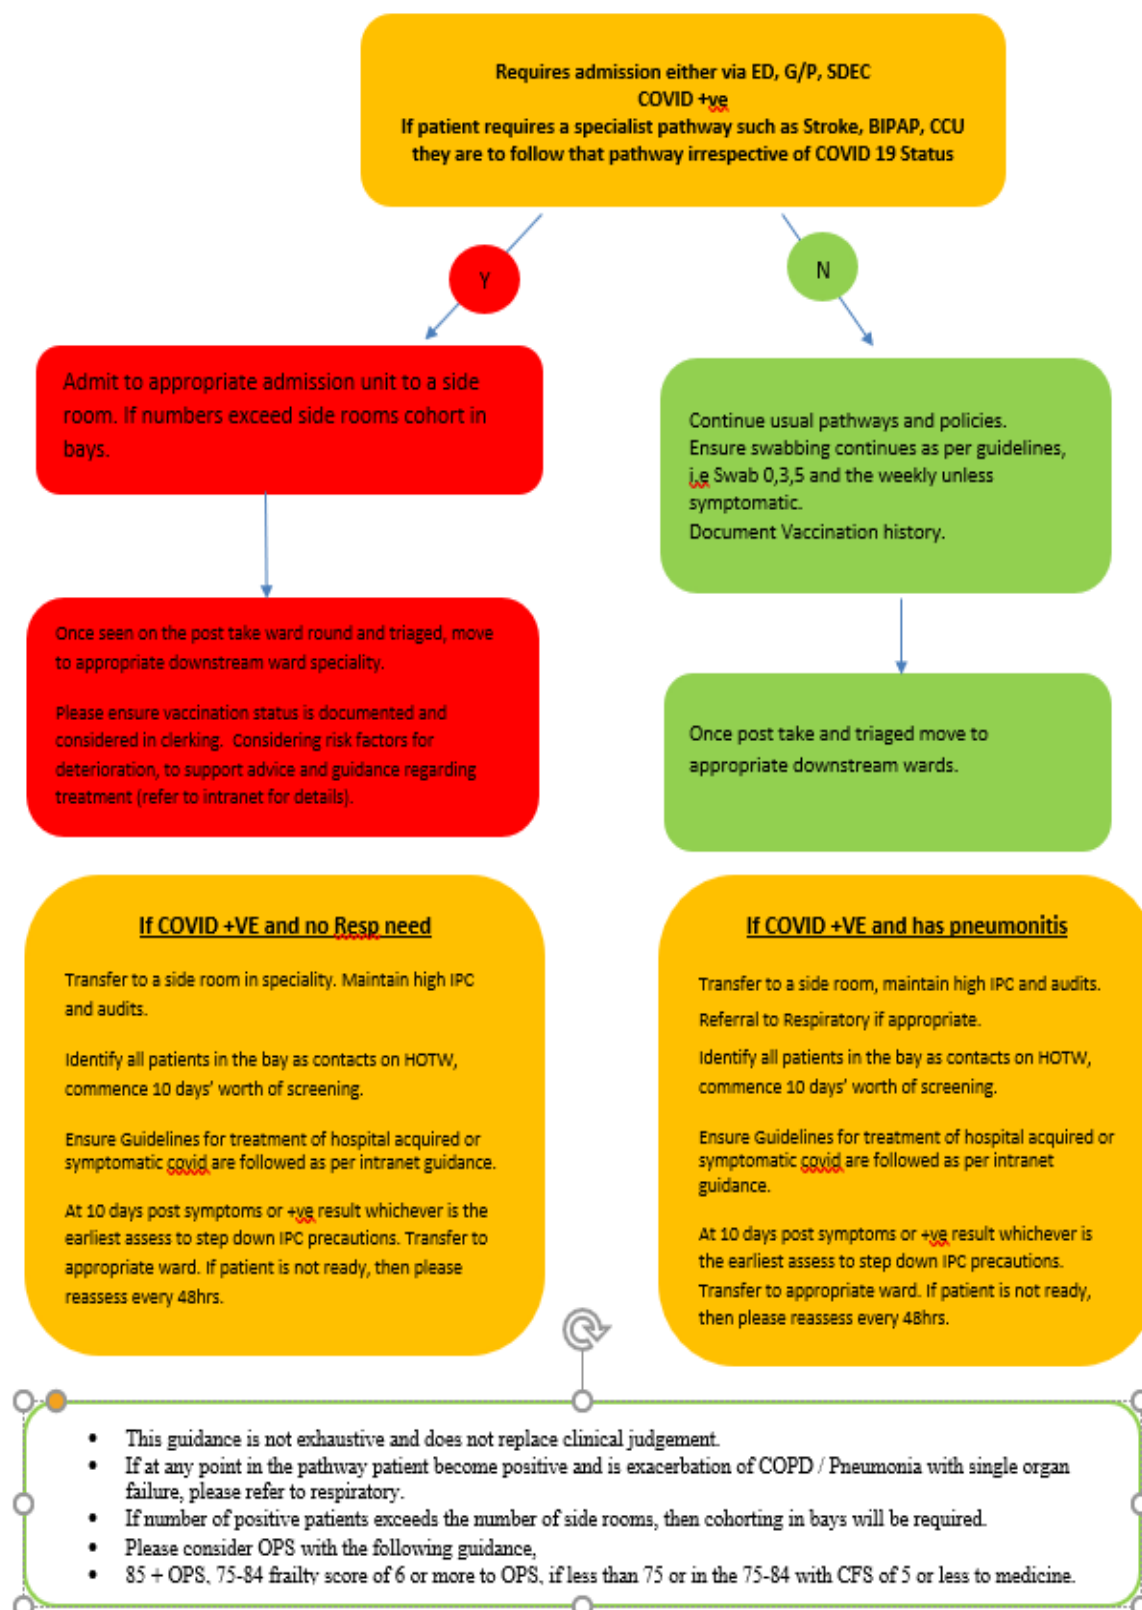 Requires admission either via ED, G/P, SDEC
COVID +ve
If patient requires a specialist pathway such as Stroke, BIPAP, CCU
they are to follow that pathway irrespective of COVID 19 Status
Y
N
Admit to appropriate admission unit to a side
room. If numbers exceed side rooms cohort in
bays.
Continue usual pathways and policies.
Ensure swabbing continues as per guidelines,
i.e Swab 0,3,5 and the weekly unless
symptomatic.
Document Vaccination history.
Once seen on the post take ward round and triaged, move
to appropriate downstream ward speciality.
Please ensure vaccination status is documented and
considered in clerking. Considering risk factors for
deterioration, to support advice and guidance regarding
treatment (refer to intranet for details).
Once post take and triaged move to
appropriate downstream wards.
If COVID +VE and no Resp need
Transfer to a side room in speciality. Maintain high IPC
and audits.
Identify all patients in the bay as contacts on HOTW,
commence 10 days' worth of screening.
Ensure Guidelines for treatment of hospital acquired or
symptomatic covid are followed as per intranet guidance.
At 10 days post symptoms or +ve result whichever is the
earliest assess to step down IPC precautions. Transfer to
appropriate ward. If patient is not ready, then please
reassess every 48hrs.
If COVID +VE and has pneumonitis
Transfer to a side room, maintain high IPC and audits.
Referral to Respiratory if appropriate.
Identify all patients in the bay as contacts on HOTW,
commence 10 days' worth of screening.
Ensure Guidelines for treatment of hospital acquired or
symptomatic covid are followed as per intranet
guidance.
At 10 days post symptoms or +ve result whichever is
the earliest assess to step down IPC precautions.
Transfer to appropriate ward. If patient is not ready,
then please reassess every 48hrs.
• This guidance is not exhaustive and does not replace clinical judgement.
• If at any point in the pathway patient become positive and is exacerbation of COPD / Pneumonia with single organ
failure, please refer to respiratory.
• If number of positive patients exceeds the number of side rooms, then cohorting in bays will be required.
• Please consider OPS with the following guidance,
• 85 + OPS, 75-84 frailty score of 6 or more to OPS, if less than 75 or in the 75-84 with CFS of 5 or less to medicine.